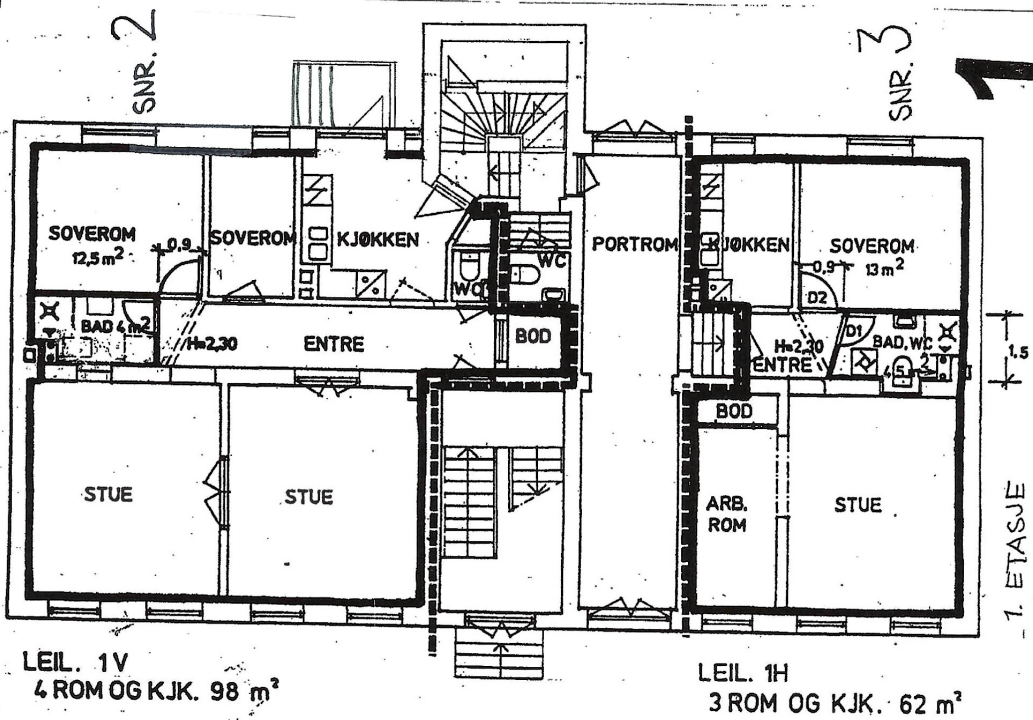 SNR. 2
SNR. 3
1
SOVEROM
12,5 m²
0,9
SOVEROM
KJØKKEN
WC
WC
PORTROM
KJØKKEN
SOVEROM
13 m²
0,9
D2
BAD 4 m²
H=2,30
ENTRE
BOD
H=2,30
ENTRE
D1
BAD, WC
1.5
STUE
STUE
BOD
ARB.
ROM
STUE
- 1. ETASJE
LEIL. 1V
4 ROM OG KJK. 98 m²
LEIL. 1H
3 ROM OG KJK. 62 m²